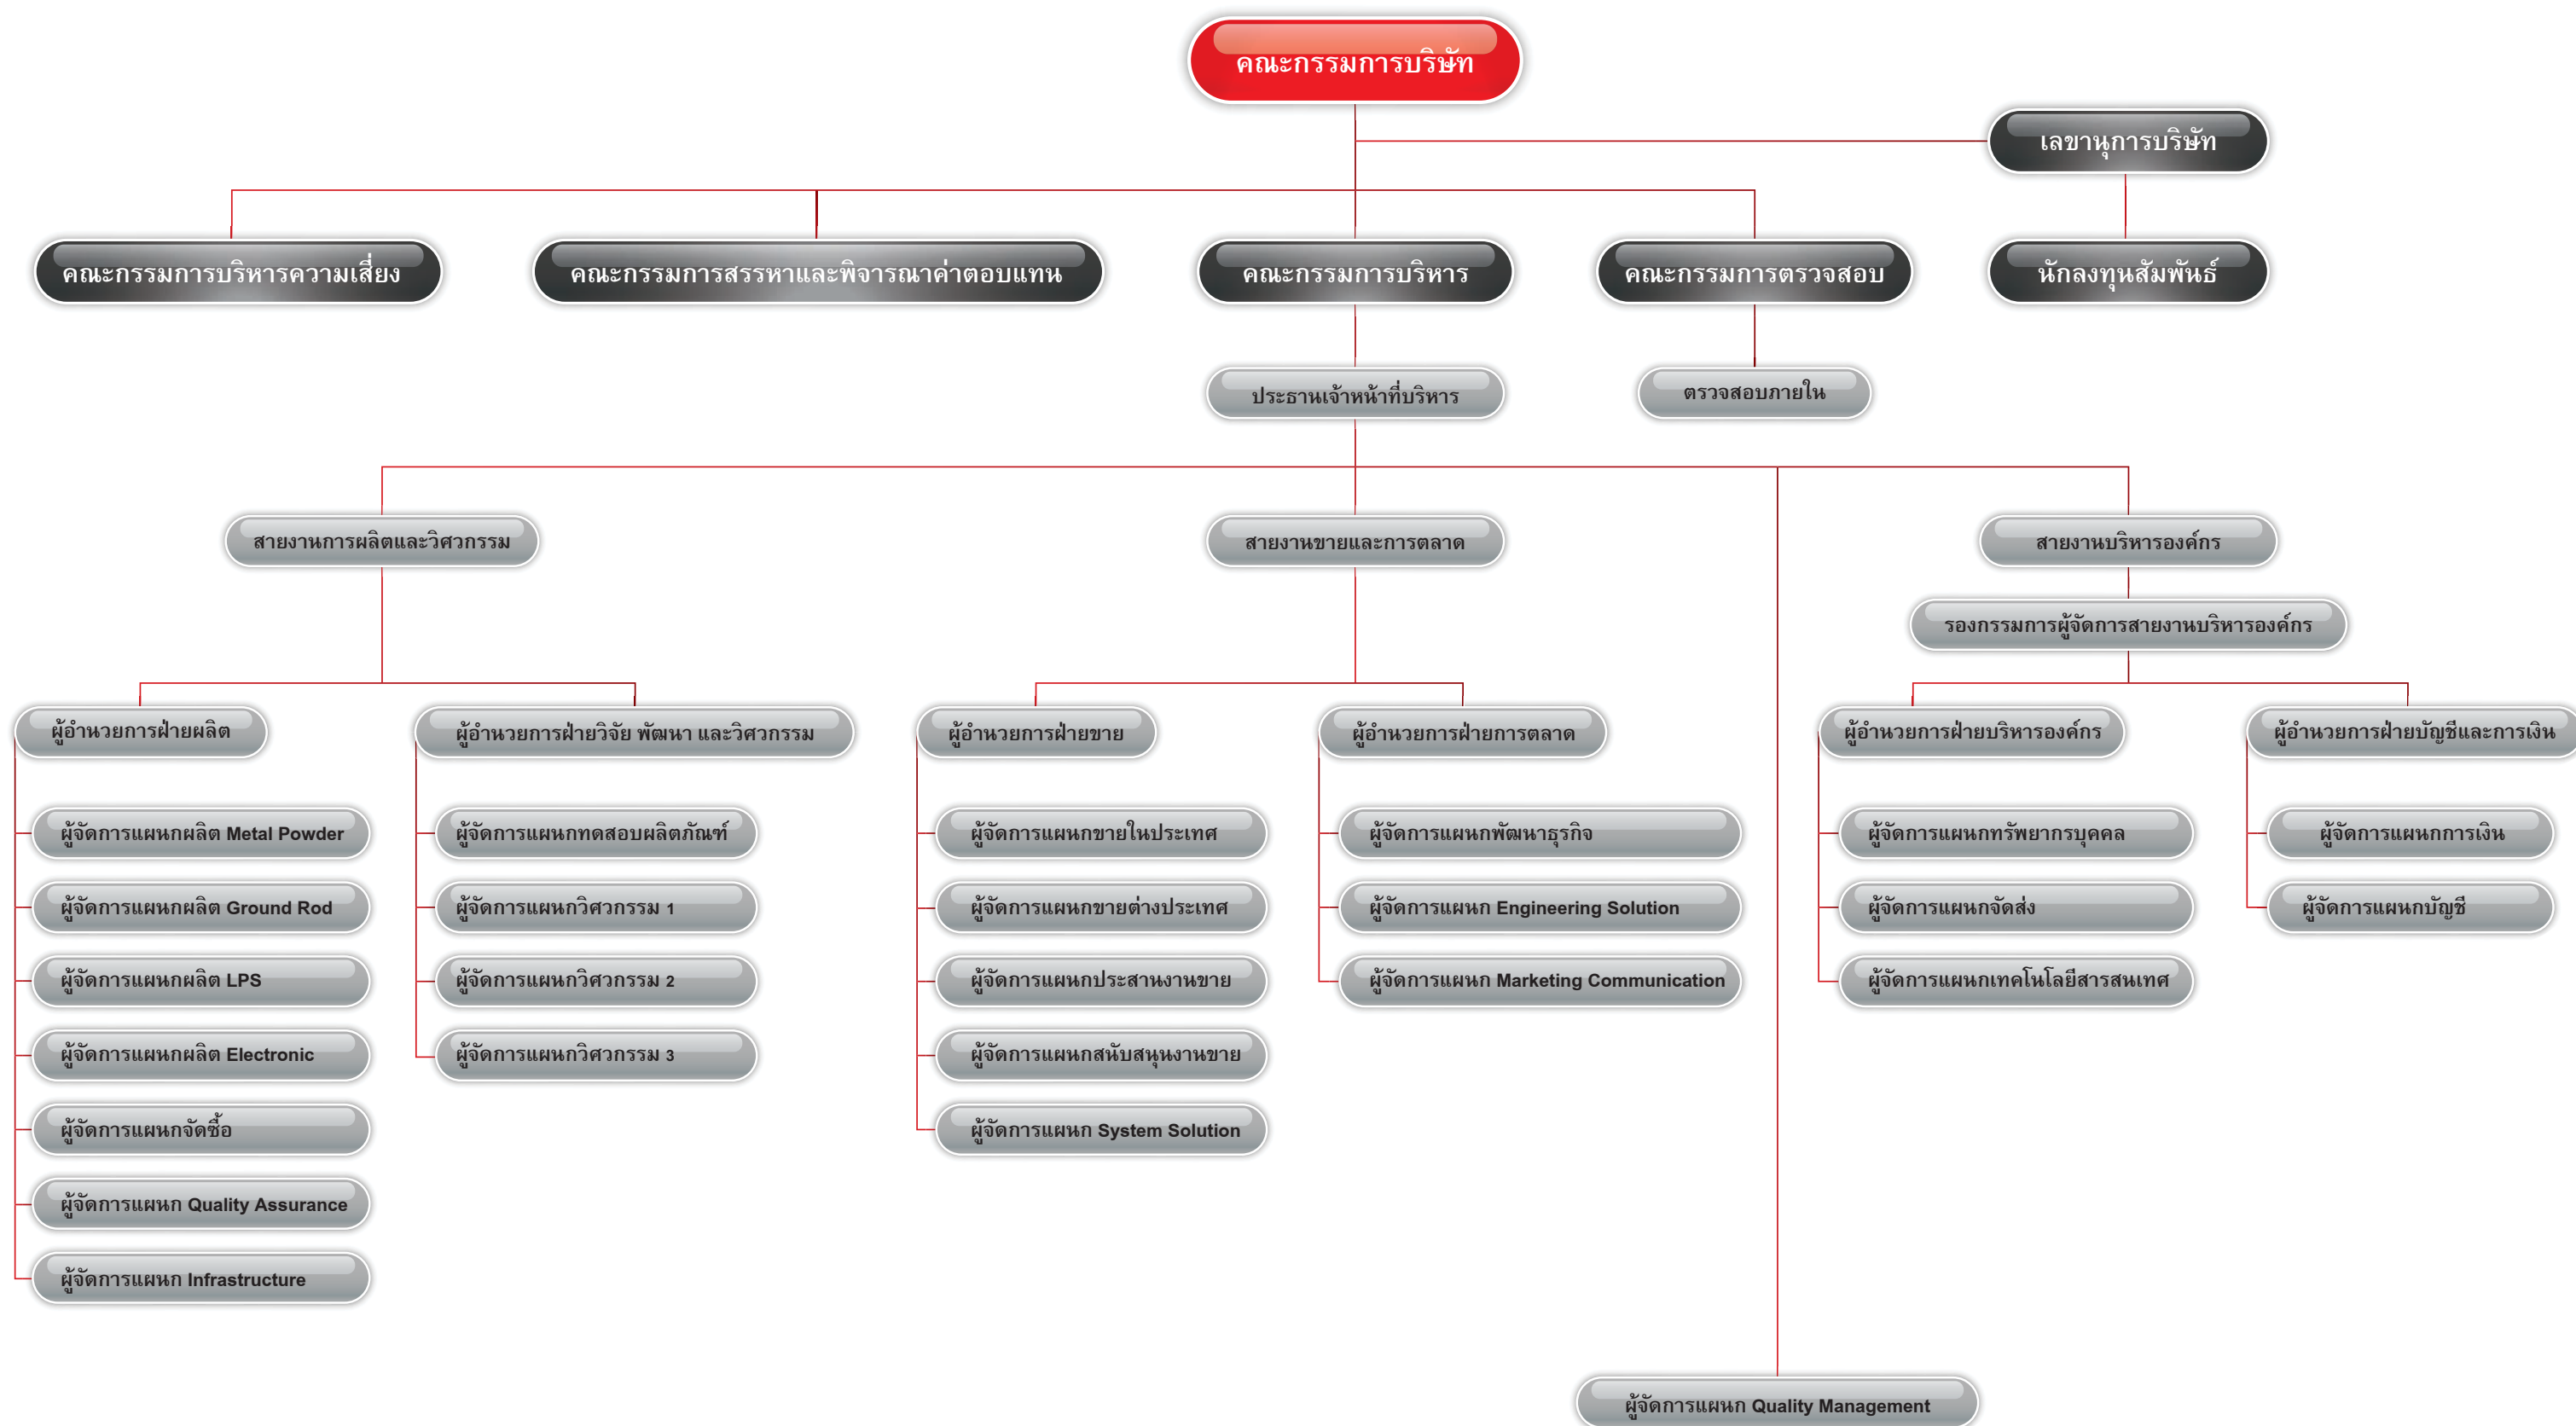 คณะกรรมการบริษัท
เลขานุการบริษัท
คณะกรรมการบริหารความเสี่ยง
คณะกรรมการสรรหาและพิจารณาค่าตอบแทน
คณะกรรมการบริหาร
คณะกรรมการตรวจสอบ
นักลงทุนสัมพันธ์
ประธานเจ้าหน้าที่บริหาร
ตรวจสอบภายใน
สายงานการผลิตและวิศวกรรม
สายงานขายและการตลาด
สายงานบริหารองค์กร
รองกรรมการผู้จัดการสายงานบริหารองค์กร
ผู้อำนวยการฝ่ายผลิต
ผู้อำนวยการฝ่ายวิจัย พัฒนา และวิศวกรรม
ผู้อำนวยการฝ่ายขาย
ผู้อำนวยการฝ่ายการตลาด
ผู้อำนวยการฝ่ายบริหารองค์กร
ผู้อำนวยการฝ่ายบัญชีและการเงิน
ผู้จัดการแผนกผลิต Metal Powder
ผู้จัดการแผนกทดสอบผลิตภัณฑ์
ผู้จัดการแผนกขายในประเทศ
ผู้จัดการแผนกพัฒนาธุรกิจ
ผู้จัดการแผนกทรัพยากรบุคคล
ผู้จัดการแผนกการเงิน
ผู้จัดการแผนกผลิต Ground Rod
ผู้จัดการแผนกวิศวกรรม 1
ผู้จัดการแผนกขายต่างประเทศ
ผู้จัดการแผนก Engineering Solution
ผู้จัดการแผนกจัดส่ง
ผู้จัดการแผนกบัญชี
ผู้จัดการแผนกผลิต LPS
ผู้จัดการแผนกวิศวกรรม 2
ผู้จัดการแผนกประสานงานขาย
ผู้จัดการแผนก Marketing Communication
ผู้จัดการแผนกเทคโนโลยีสารสนเทศ
ผู้จัดการแผนกผลิต Electronic
ผู้จัดการแผนกวิศวกรรม 3
ผู้จัดการแผนกสนับสนุนงานขาย
ผู้จัดการแผนกจัดซื้อ
ผู้จัดการแผนก System Solution
ผู้จัดการแผนก Quality Assurance
ผู้จัดการแผนก Infrastructure
ผู้จัดการแผนก Quality Management